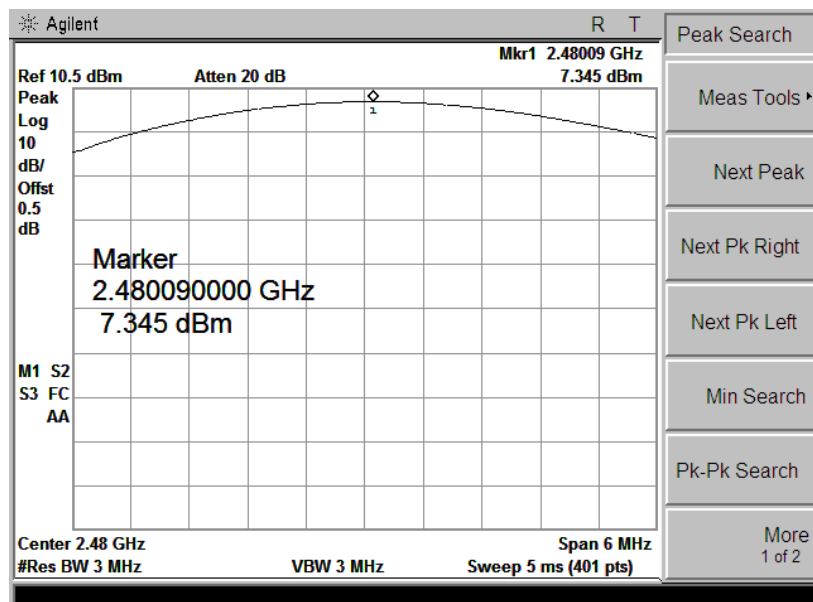 Agilent R T
Mkr1 2.48009 GHz
Ref 10.5 dBm Atten 20 dB 7.345 dBm
Peak
Log
10
dB/
Offst
0.5
dB
1
Marker
2.480090000 GHz
7.345 dBm
M1 S2
S3 FC
AA
Center 2.48 GHz Span 6 MHz
#Res BW 3 MHz VBW 3 MHz Sweep 5 ms (401 pts)
Peak Search
Meas Tools
Next Peak
Next Pk Right
Next Pk Left
Min Search
Pk-Pk Search
More
1 of 2